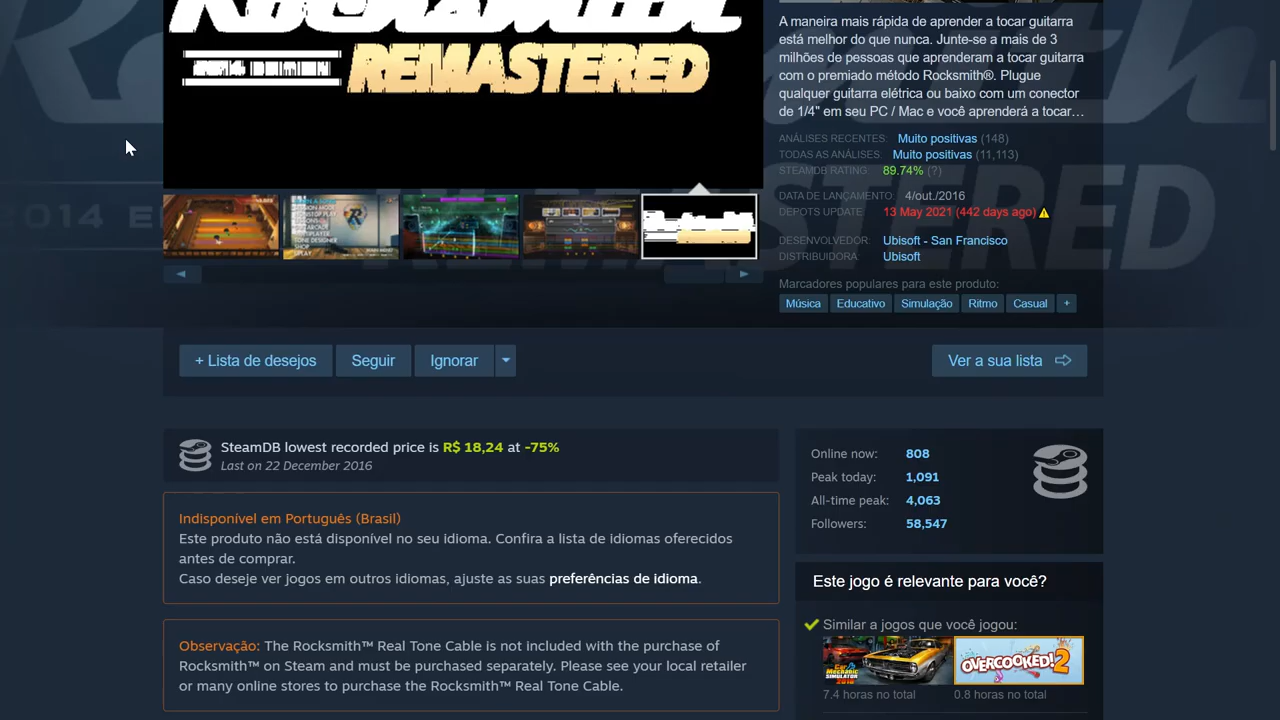 REMASTERED
A maneira mais rápida de aprender a tocar guitarra
está melhor do que nunca. Junte-se a mais de 3
milhões de pessoas que aprenderam a tocar guitarra
com o premiado método Rocksmith®. Plugue
qualquer guitarra elétrica ou baixo com um conector
de 1/4” em seu PC / Mac e você aprenderá a tocar…
ANÁLISES RECENTES: Muito positivas (148)
TODAS AS ANÁLISES: Muito positivas (11,113)
STEAMDB RATING: 89.74% (?)
DATA DE LANÇAMENTO: 4/out./2016
DEPOTS UPDATE: 13 May 2021 (442 days ago)
DESENVOLVEDOR: Ubisoft - San Francisco
DISTRIBUIDORA: Ubisoft
Marcadores populares para este produto:
Música Educativo Simulação Ritmo Casual +
+ Lista de desejos Seguir Ignorar Ver a sua lista
SteamDB lowest recorded price is R$ 18,24 at -75%
Last on 22 December 2016
Online now: 808
Peak today: 1,091
All-time peak: 4,063
Followers: 58,547
Indisponível em Português (Brasil)
Este produto não está disponível no seu idioma. Confira a lista de idiomas oferecidos
antes de comprar.
Caso deseje ver jogos em outros idiomas, ajuste as suas preferências de idioma.
Observação: The Rocksmith™ Real Tone Cable is not included with the purchase of
Rocksmith™ on Steam and must be purchased separately. Please see your local retailer
or many online stores to purchase the Rocksmith™ Real Tone Cable.
Este jogo é relevante para você?
Similar a jogos que você jogou:
OVERCOOKED! 2
7.4 horas no total 0.8 horas no total